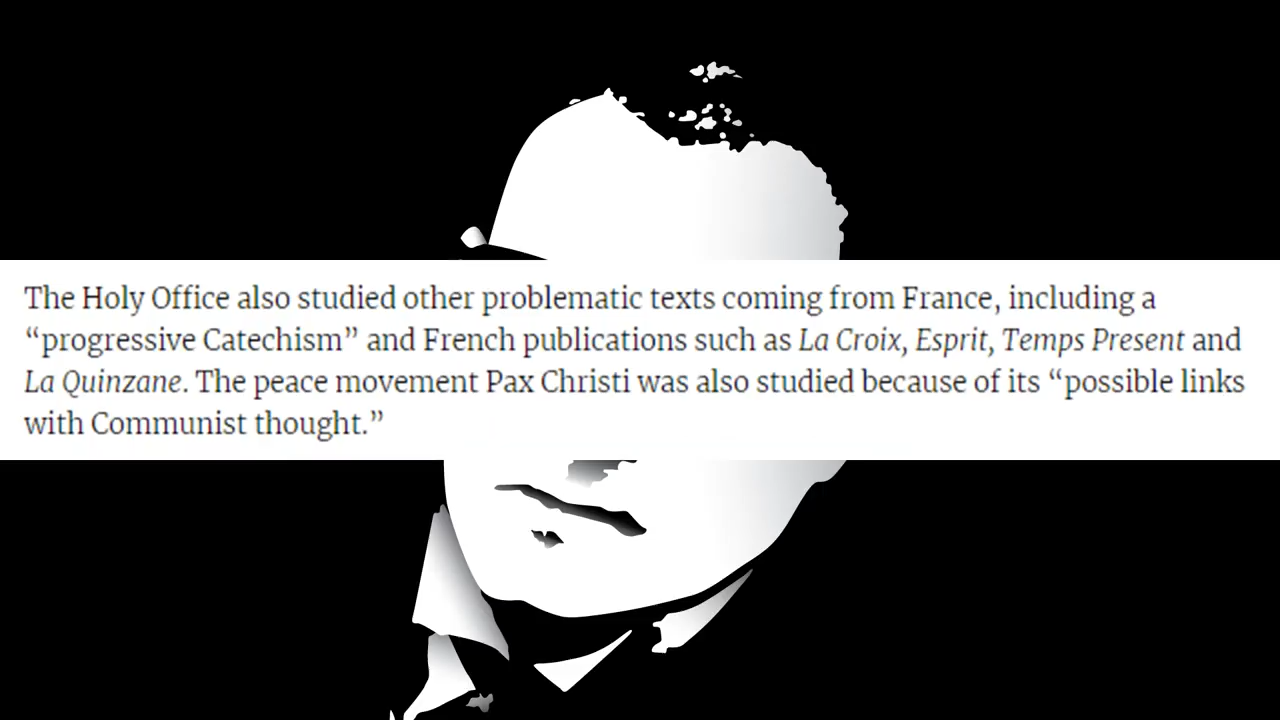 The Holy Office also studied other problematic texts coming from France, including a
“progressive Catechism” and French publications such as La Croix, Esprit, Temps Present and
La Quinzane. The peace movement Pax Christi was also studied because of its “possible links
with Communist thought.”